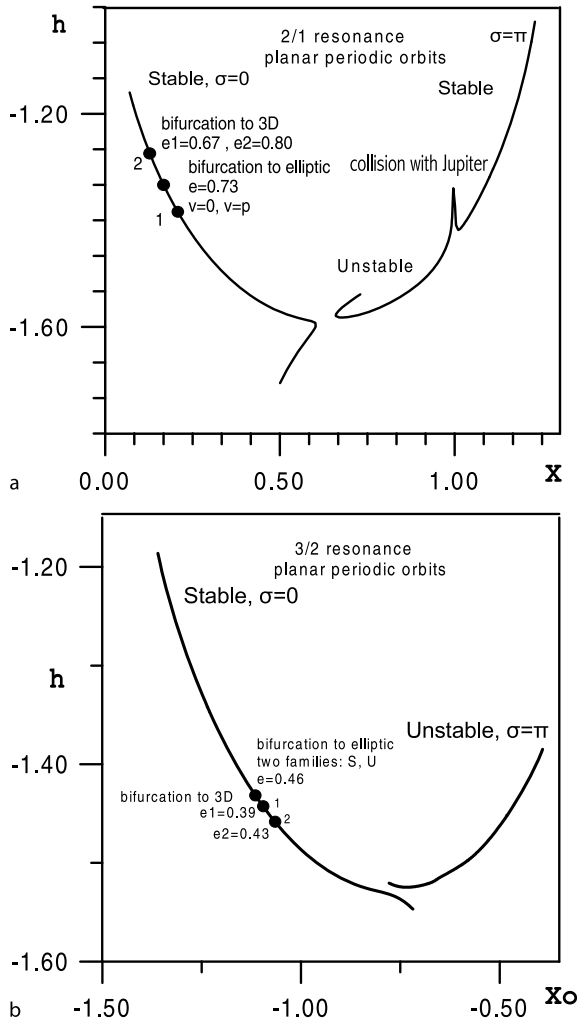 h
2/1 resonance
planar periodic orbits
σ=π
Stable, σ=0
Stable
-1.20
bifurcation to 3D
e1=0.67 , e2=0.80
2
bifurcation to elliptic
e=0.73
v=0, v=p
1
collision with Jupiter
Unstable
-1.60
a
0.00
0.50
1.00
X
3/2 resonance
planar periodic orbits
-1.20
Stable, σ=0
h
Unstable, σ=π
-1.40
bifurcation to elliptic
two families: S, U
e=0.46
bifurcation to 3D
1
e1=0.39
2
e2=0.43
-1.60
b
-1.50
-1.00
-0.50
Xo